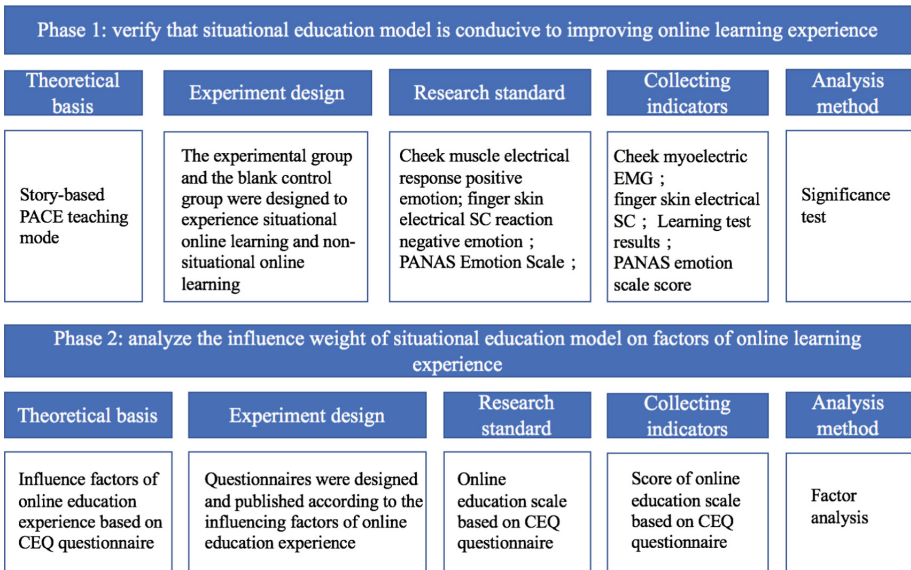 Phase 1: verify that situational education model is conducive to improving online learning experience
Theoretical
basis
Experiment design
Research standard
Collecting
indicators
Analysis
method
Story-based
PACE teaching
mode
The experimental group
and the blank control
group were designed to
experience situational
online learning and non-
situational online
learning
Cheek muscle electrical
response positive
emotion; finger skin
electrical SC reaction
negative emotion；
PANAS Emotion Scale；
Cheek myoelectric
EMG；
finger skin electrical
SC；Learning test
results；
PANAS emotion
scale score
Significance
test
Phase 2: analyze the influence weight of situational education model on factors of online learning
experience
Theoretical basis
Experiment design
Research
standard
Collecting
indicators
Analysis
method
Influence factors of
online education
experience based on
CEQ questionnaire
Questionnaires were designed
and published according to the
influencing factors of online
education experience
Online
education scale
based on CEQ
questionnaire
Score of online
education scale
based on CEQ
questionnaire
Factor
analysis